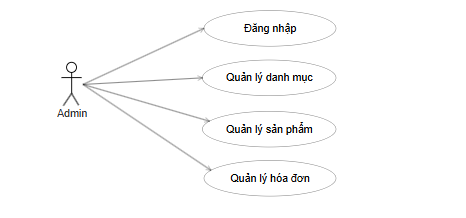 Đăng nhập
Quản lý danh mục
Admin
Quản lý sản phẩm
Quản lý hóa đơn